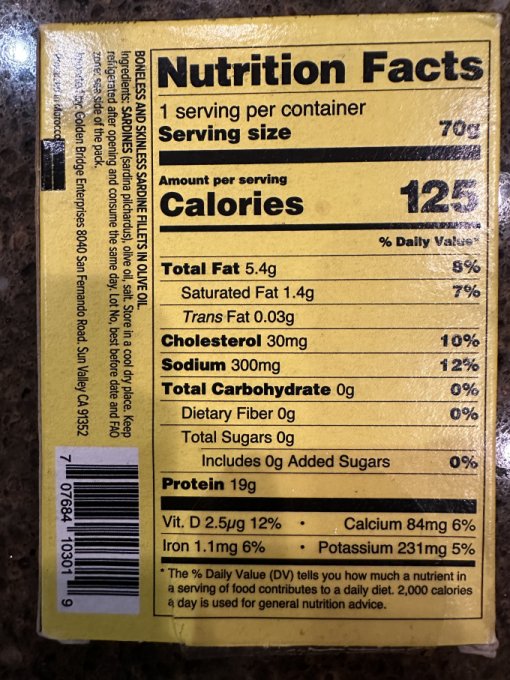 Nutrition Facts
1 serving per container
Serving size 70g
Amount per serving
Calories 125
% Daily Value*
Total Fat 5.4g 8%
Saturated Fat 1.4g 7%
Trans Fat 0.03g
Cholesterol 30mg 10%
Sodium 300mg 12%
Total Carbohydrate 0g 0%
Dietary Fiber 0g 0%
Total Sugars 0g
Includes 0g Added Sugars 0%
Protein 19g
Vit. D 2.5µg 12% • Calcium 84mg 6%
Iron 1.1mg 6% • Potassium 231mg 5%
* The % Daily Value (DV) tells you how much a nutrient in
a serving of food contributes to a daily diet. 2,000 calories
a day is used for general nutrition advice.
BONELESS AND SKINLESS SARDINE FILLETS IN OLIVE OIL
Ingredients: SARDINES (sardina pilchardus), olive oil, salt. Store in a cool dry place. Keep
refrigerated after opening and consume the same day. Lot No, best before date and FAO
zone: see side of the pack.
for: Golden Bridge Enterprises 8040 San Fernando Road. Sun Valley CA 91352
7 07684 10301 9